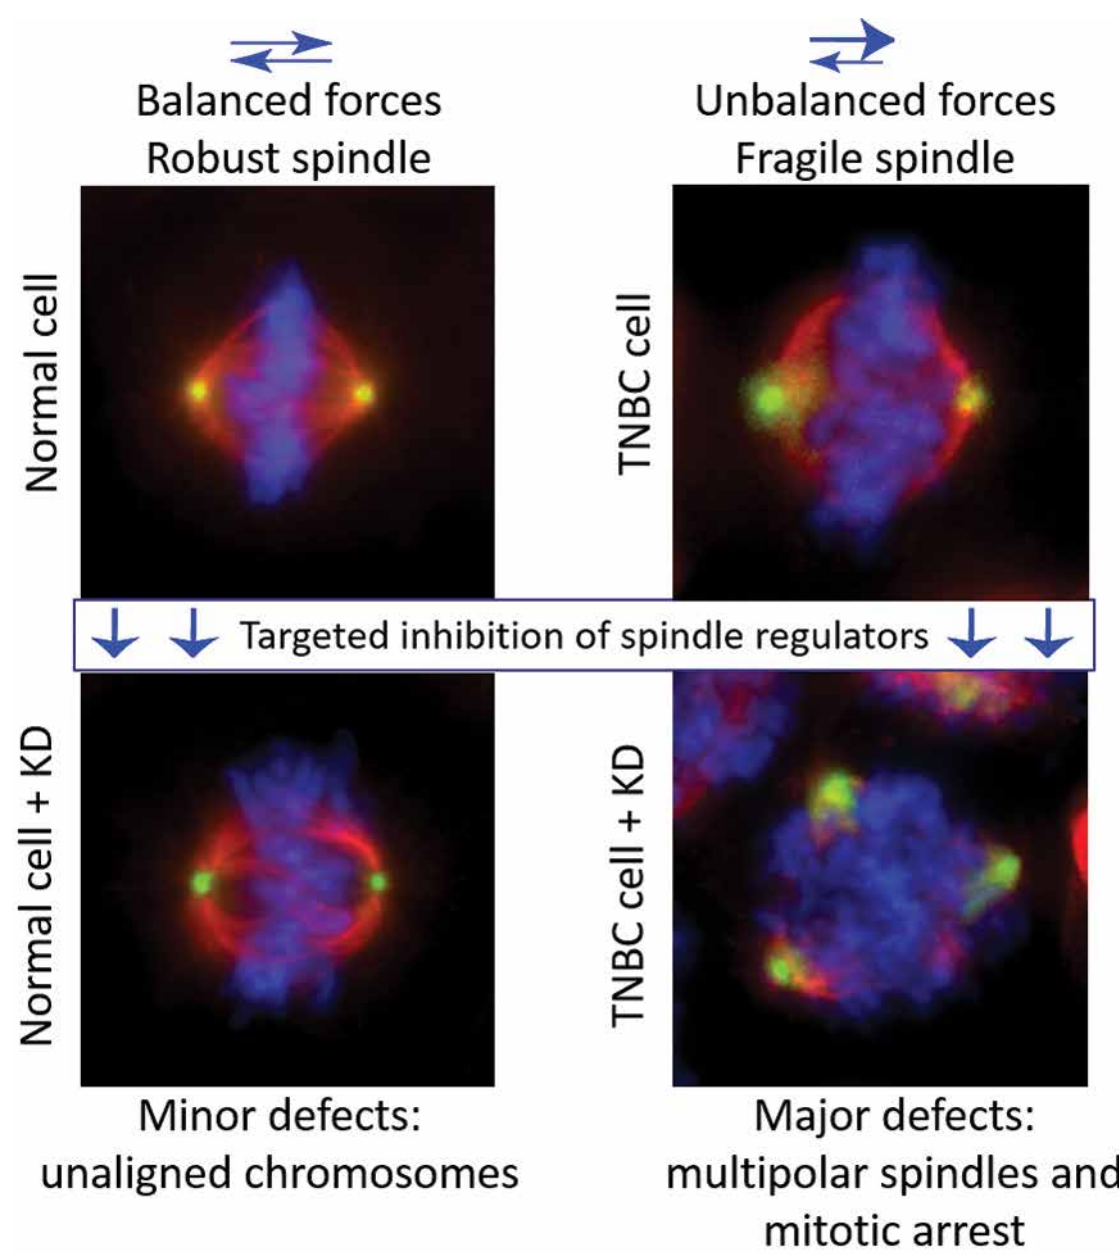 Balanced forces
Robust spindle
Unbalanced forces
Fragile spindle
Normal cell
TNBC cell
Targeted inhibition of spindle regulators
Normal cell + KD
TNBC cell + KD
Minor defects:
unaligned chromosomes
Major defects:
multipolar spindles and
mitotic arrest